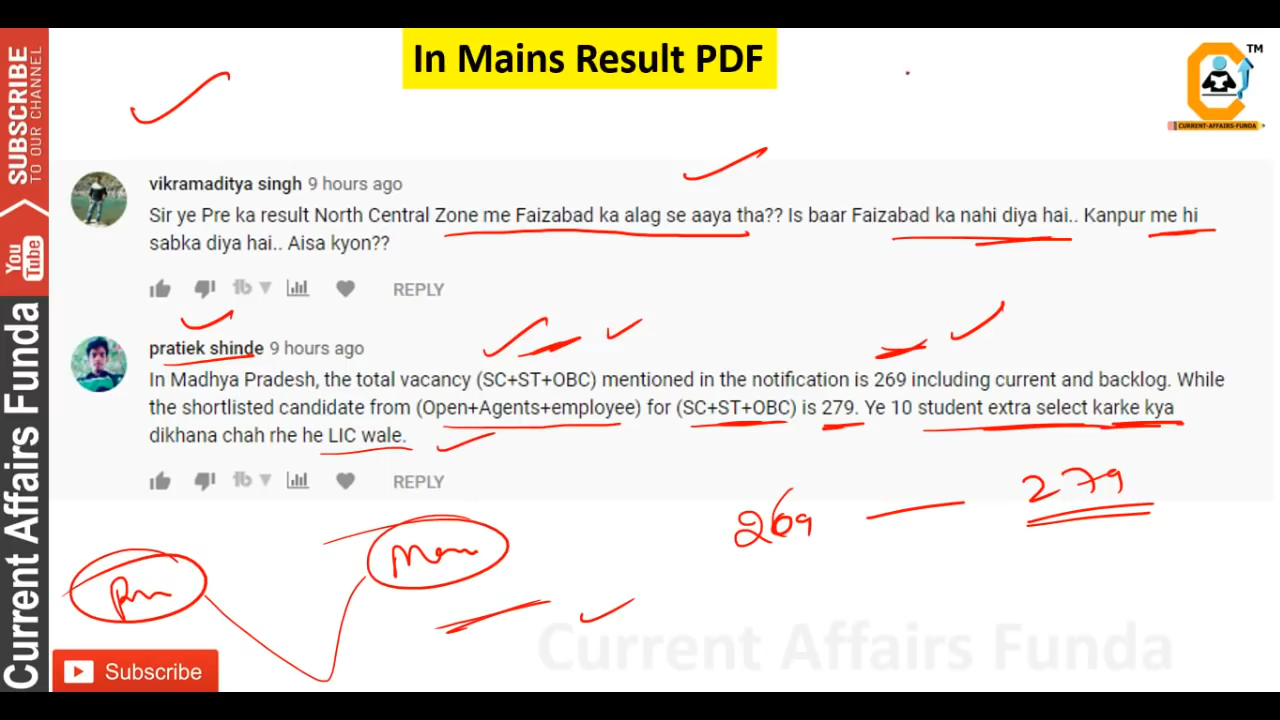 In Mains Result PDF
TM
CURRENT-AFFAIRS-FUNDA
SUBSCRIBE
TO OUR CHANNEL
You
Tube
Current Affairs Funda
vikramaditya singh 9 hours ago
Sir ye Pre ka result North Central Zone me Faizabad ka alag se aaya tha?? Is baar Faizabad ka nahi diya hai.. Kanpur me hi
sabka diya hai.. Aisa kyon??
REPLY
pratiek shinde 9 hours ago
In Madhya Pradesh, the total vacancy (SC+ST+OBC) mentioned in the notification is 269 including current and backlog. While
the shortlisted candidate from (Open+Agents+employee) for (SC+ST+OBC) is 279. Ye 10 student extra select karke kya
dikhana chah rhe he LIC wale.
REPLY
269 — 279
Current Affairs Funda
Subscribe